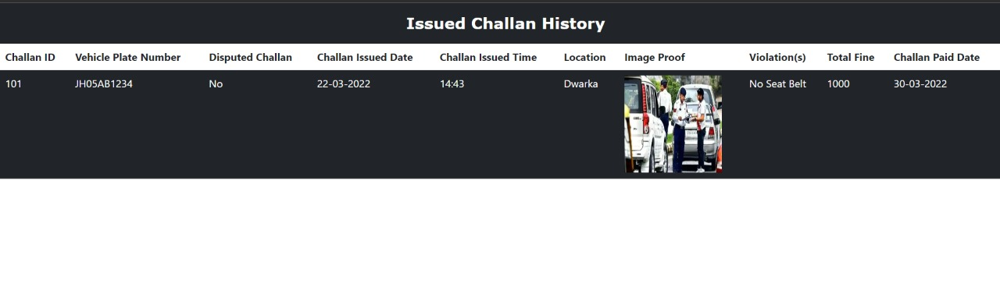 Issued Challan History
Challan ID Vehicle Plate Number Disputed Challan Challan Issued Date Challan Issued Time Location Image Proof Violation(s) Total Fine Challan Paid Date
101 JH05AB1234 No 22-03-2022 14:43 Dwarka No Seat Belt 1000 30-03-2022